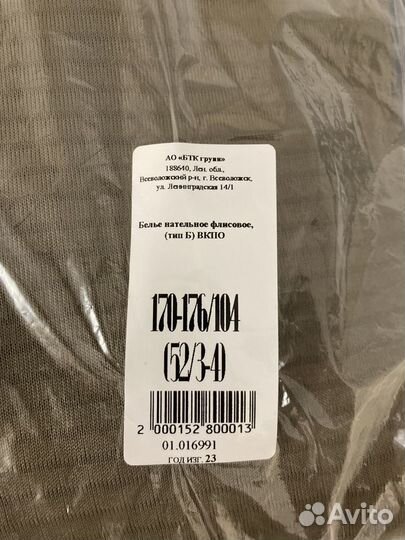 АО «БТК групп»
188640, Лен. обл.,
Всеволожский р-н, г. Всеволожск,
ул. Ленинградская 14/1
Белье нательное флисовое,
(тип Б) ВКПО
170-176/104
(52/3-4)
2 000152 800013
01.016991
ГОД ИЗГ. 23
Avito